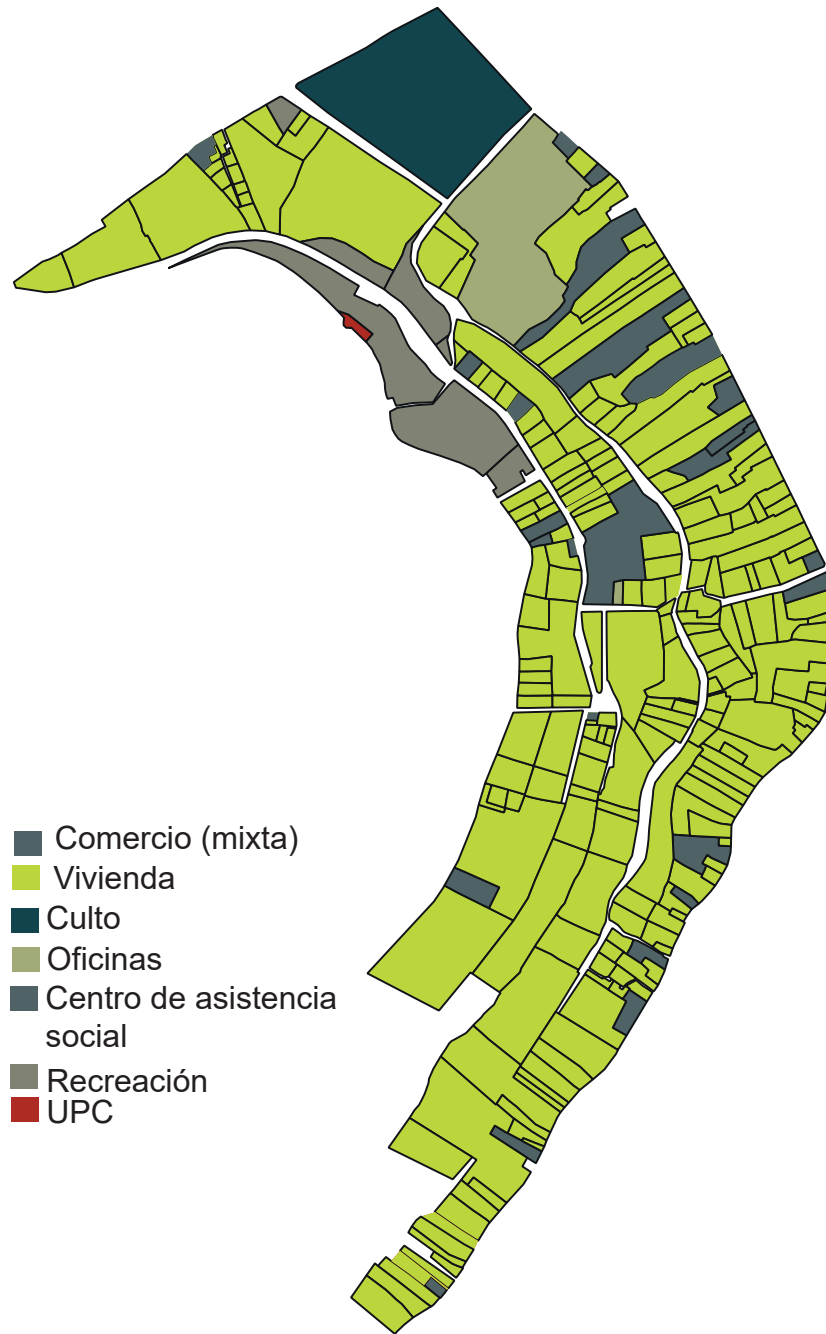 Comercio (mixta)
Vivienda
Culto
Oficinas
Centro de asistencia
social
Recreación
UPC